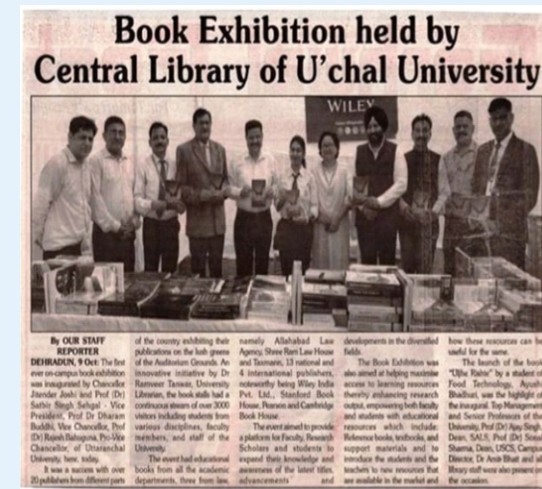 Book Exhibition held by
Central Library of U'chal University
WILEY
By OUR STAFF
REPORTER
DEHRADUN, 9 Oct: The first
ever on-campus book exhibition
was inaugurated by Chancellor
Jitender Joshi and Prof (Dr)
Satbir Singh Sehgal - Vice
President, Prof Dr Dharam
Buddhi, Vice Chancellor, Prof
(Dr) Rajesh Bahuguna, Pro-Vice
Chancellor, of Uttaranchal
University, here, today.
It was a success with over
20 publishers from different parts
of the country exhibiting their
publications on the lush greens
of the Auditorium Grounds. An
innovative initiative by Dr
Ramveer Tanwar, University
Librarian, the book stalls had a
continuous stream of over 3000
visitors including students from
various disciplines, faculty
members, and staff of the
University.
The event had educational
books from all the academic
departments, three from law,
namely Allahabad Law
Agency, Shree Ram Law House
and Taxmann, 13 national and
4 international publishers,
noteworthy being Wiley India
Pvt. Ltd., Stanford Book
House, Pearson and Cambridge
Book House.
The event aimed to provide
a platform for Faculty, Research
Scholars and students to
expand their knowledge and
awareness of the latest titles,
advancements and
developments in the diversified
fields.
The Book Exhibition was
also aimed at helping maximise
access to learning resources
thereby enhancing research
output, empowering both faculty
and students with educational
resources which include:
Reference books, textbooks, and
support materials and to
introduce the students and the
teachers to new resources that
are available in the market and
how these resources can be
useful for the same.
The launch of the book
by a student of
Food Technology, Ayush
Bhadhari, was the highlight of
the inaugural. Top Management
and Senior Professors of the
University, Prof (Dr) Ajay Singh,
Dean, SALS, Prof (Dr) Sonal
Sharma, Dean, USCS, Campus
Director, Dr Amir Bhatt and all
library staff were also present on
the occasion.